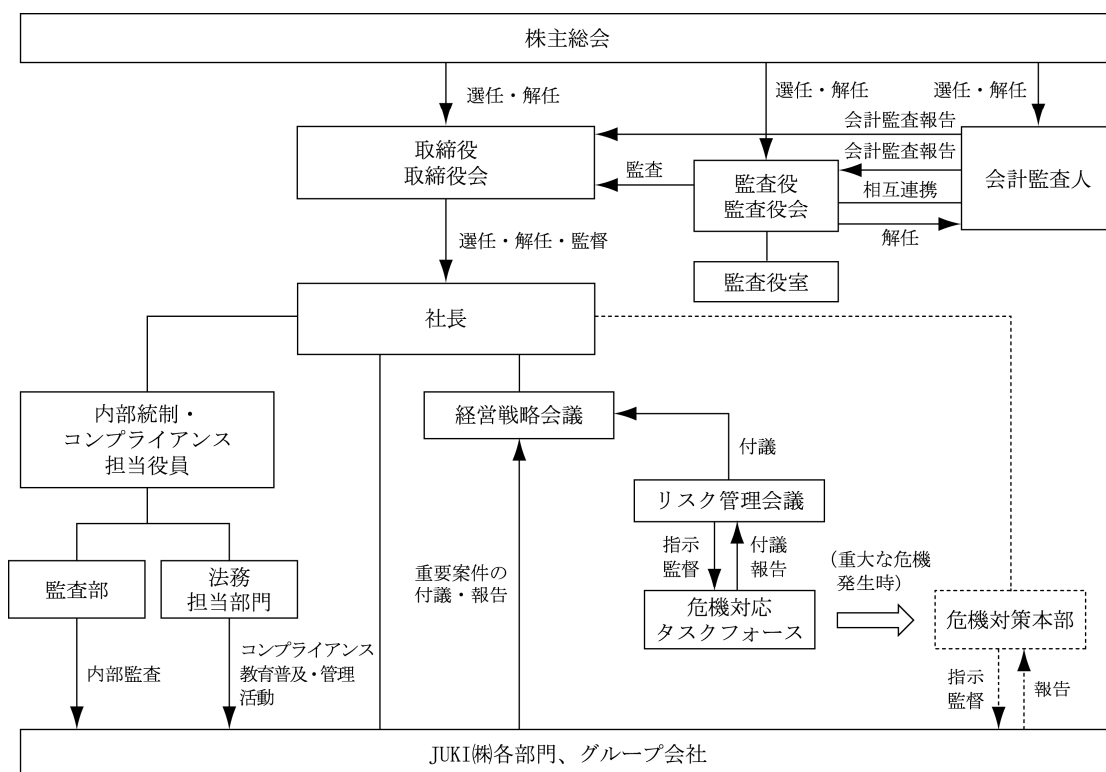 株主総会
選任・解任
選任・解任
選任・解任
会計監査報告
取締役
取締役会
会計監査報告
監査
監査役
監査役会
相互連携
会計監査人
解任
選任・解任・監督
監査役室
社長
内部統制・
コンプライアンス
担当役員
経営戦略会議
付議
リスク管理会議
指示
監督
付議
報告
(重大な危機
発生時)
監査部
法務
担当部門
重要案件の
付議・報告
危機対応
タスクフォース
危機対策本部
内部監査
コンプライアンス
教育普及・管理
活動
指示
監督
報告
JUKI㈱各部門、グループ会社